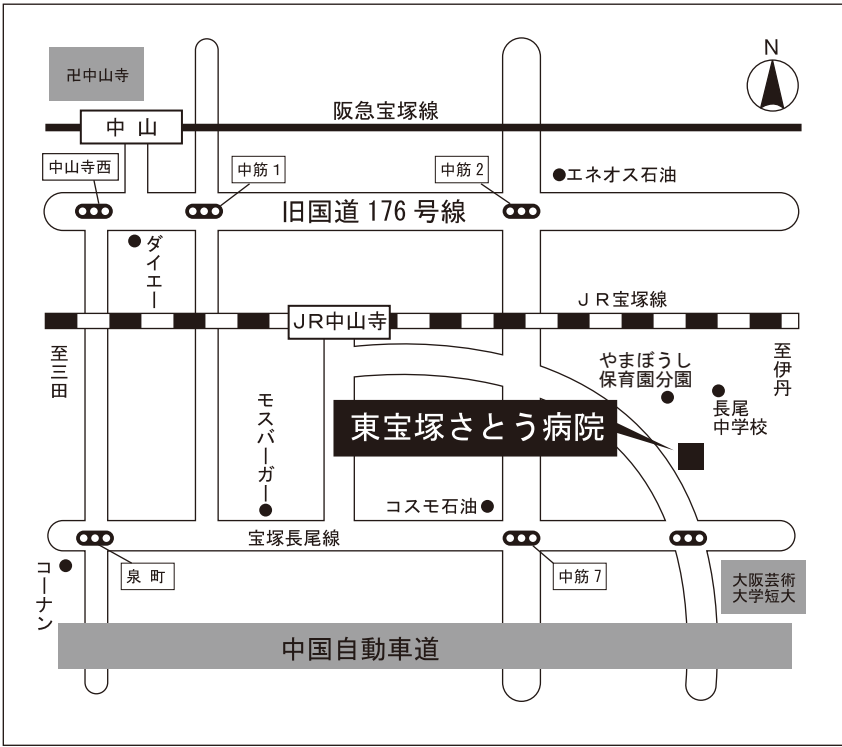 卍中山寺
N
中 山
阪急宝塚線
中山寺西
中筋1
中筋2
エネオス石油
旧国道176号線
ダイエー
JR中山寺
JR宝塚線
至三田
至伊丹
やまぼうし
保育園分園
長尾
中学校
モスバーガー
東宝塚さとう病院
コスモ石油
宝塚長尾線
コーナン
泉 町
中筋7
大阪芸術
大学短大
中国自動車道